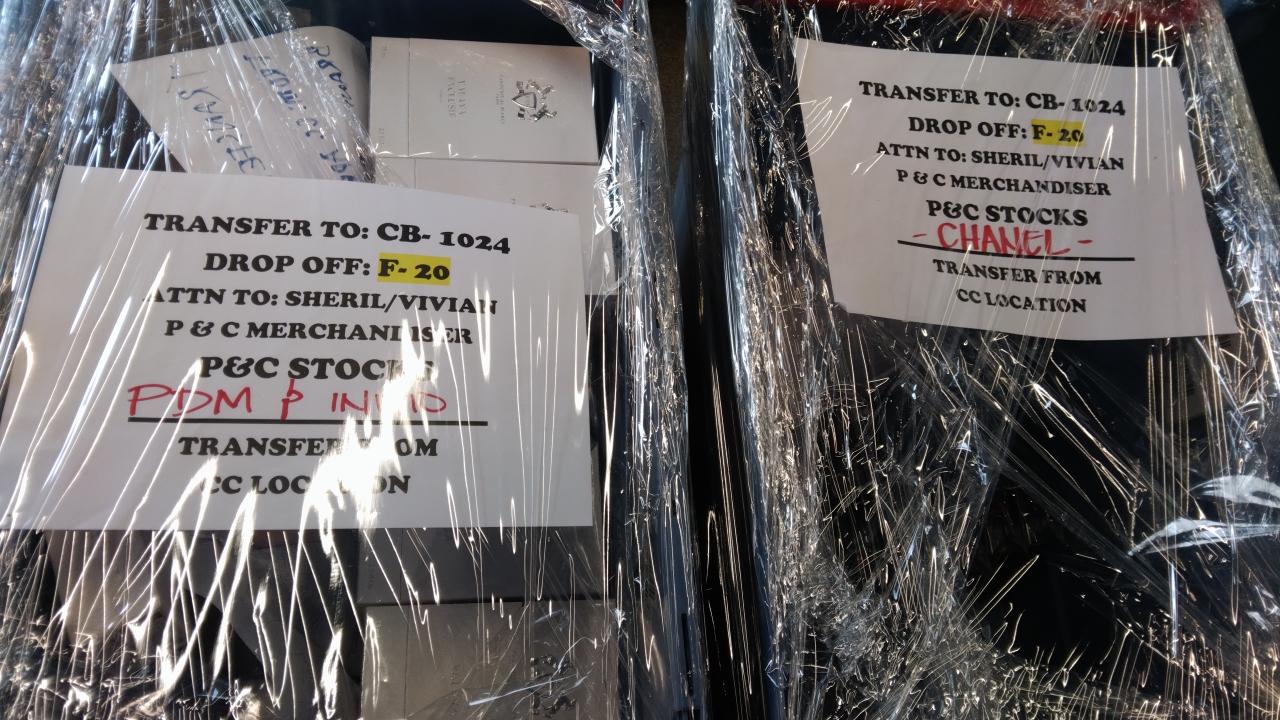 TRANSFER TO: CB- 1024
DROP OFF: F- 20
ATTN TO: SHERIL/VIVIAN
P & C MERCHANDISER
P&C STOCKS
PDM & INITIO
TRANSFER FROM
CC LOCATION
TRANSFER TO: CB- 1024
DROP OFF: F- 20
ATTN TO: SHERIL/VIVIAN
P & C MERCHANDISER
P&C STOCKS
- CHANEL -
TRANSFER FROM
CC LOCATION